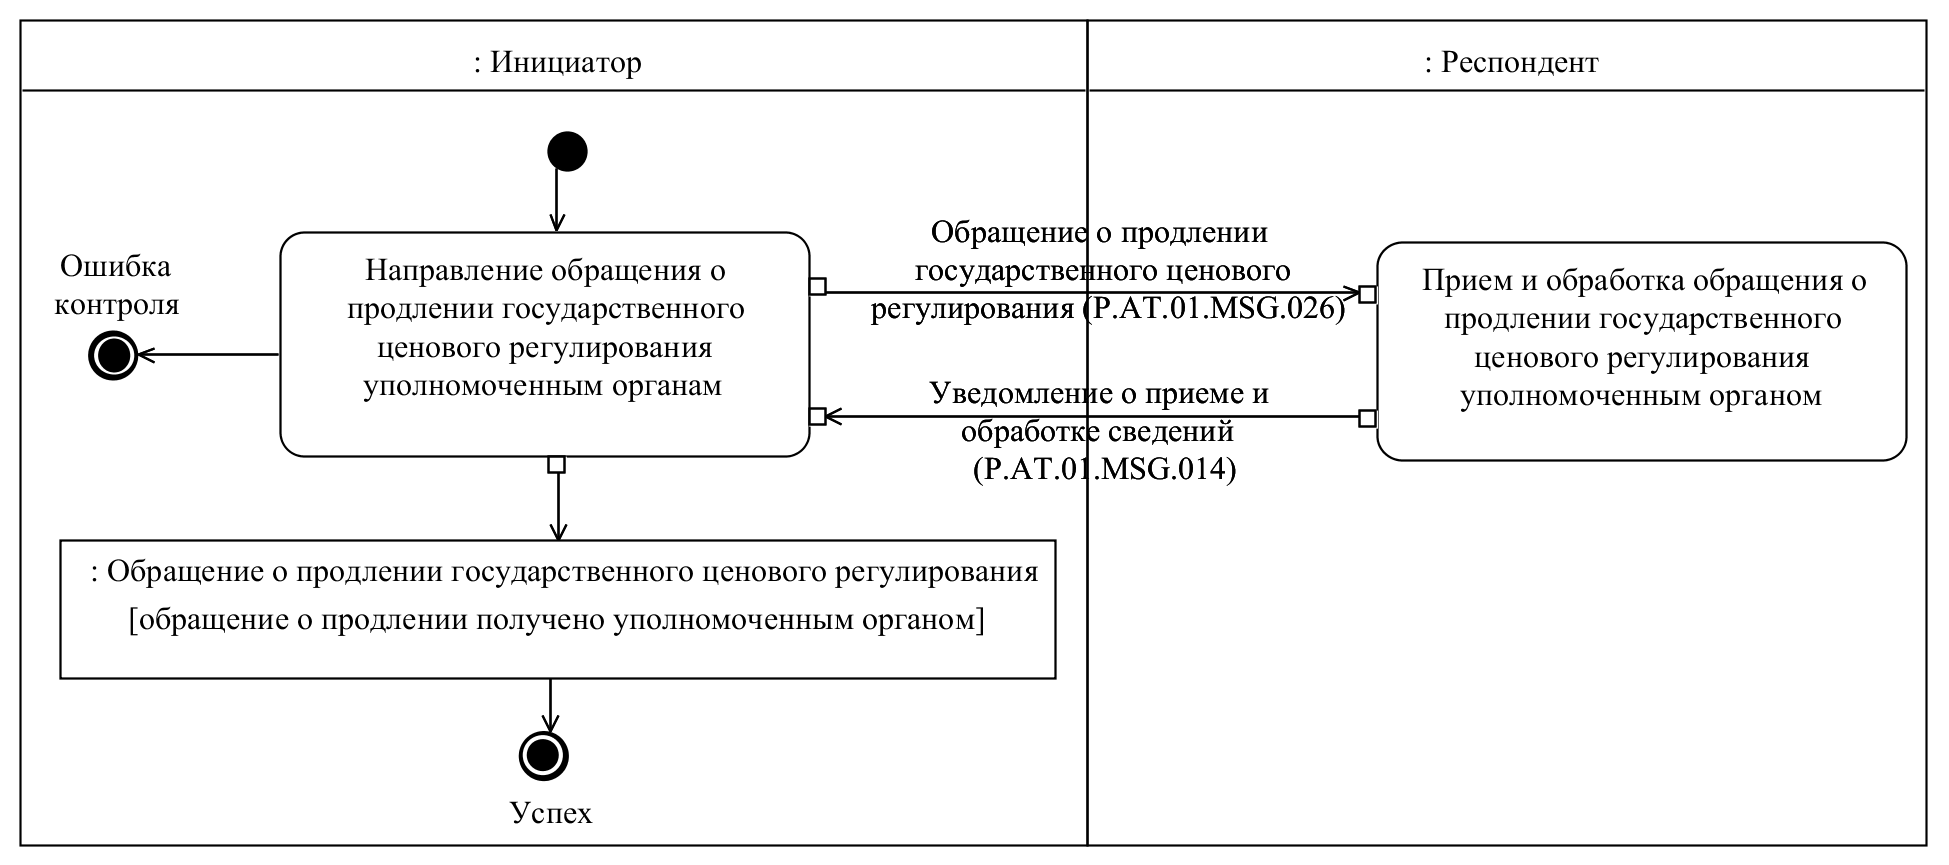 : Инициатор
: Респондент
Ошибка
контроля
Направление обращения о
продлении государственного
ценового регулирования
уполномоченным органам
Обращение о продлении
государственного ценового
регулирования (P.AT.01.MSG.026)
Уведомление о приеме и
обработке сведений
(P.AT.01.MSG.014)
Прием и обработка обращения о
продлении государственного
ценового регулирования
уполномоченным органом
: Обращение о продлении государственного ценового регулирования
[обращение о продлении получено уполномоченным органом]
Успех